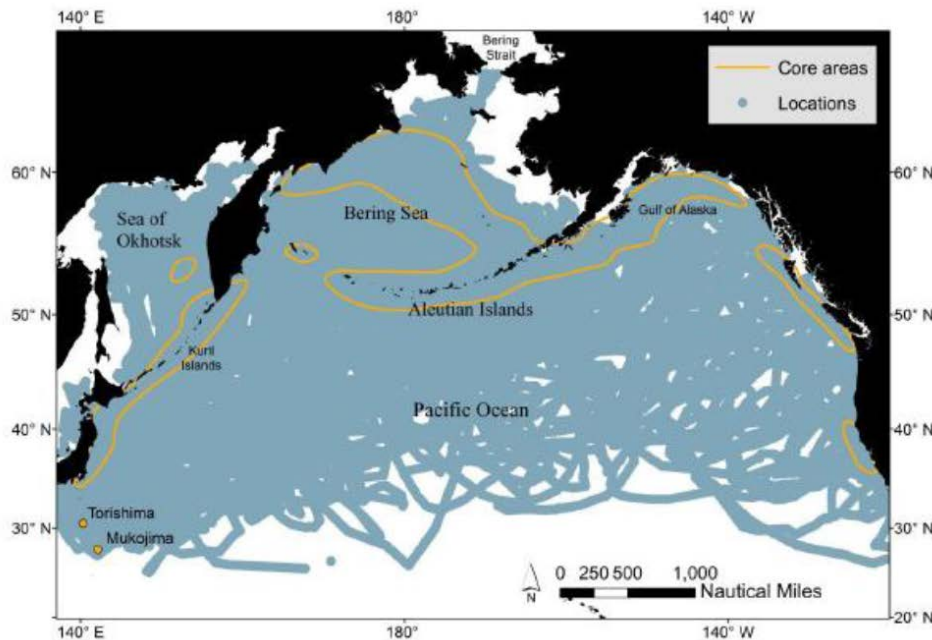 140° E 180° 140° W
Bering
Strait
Core areas
Locations
60° N 60° N
Sea of
Okhotsk
Bering Sea
Gulf of Alaska
50° N 50° N
Aleutian Islands
Kuril
Islands
Pacific Ocean
40° N 40° N
Torishima
30° N 30° N
Mukojima
N
0 250 500 1,000
Nautical Miles
20° N
140° E 180° 140° W